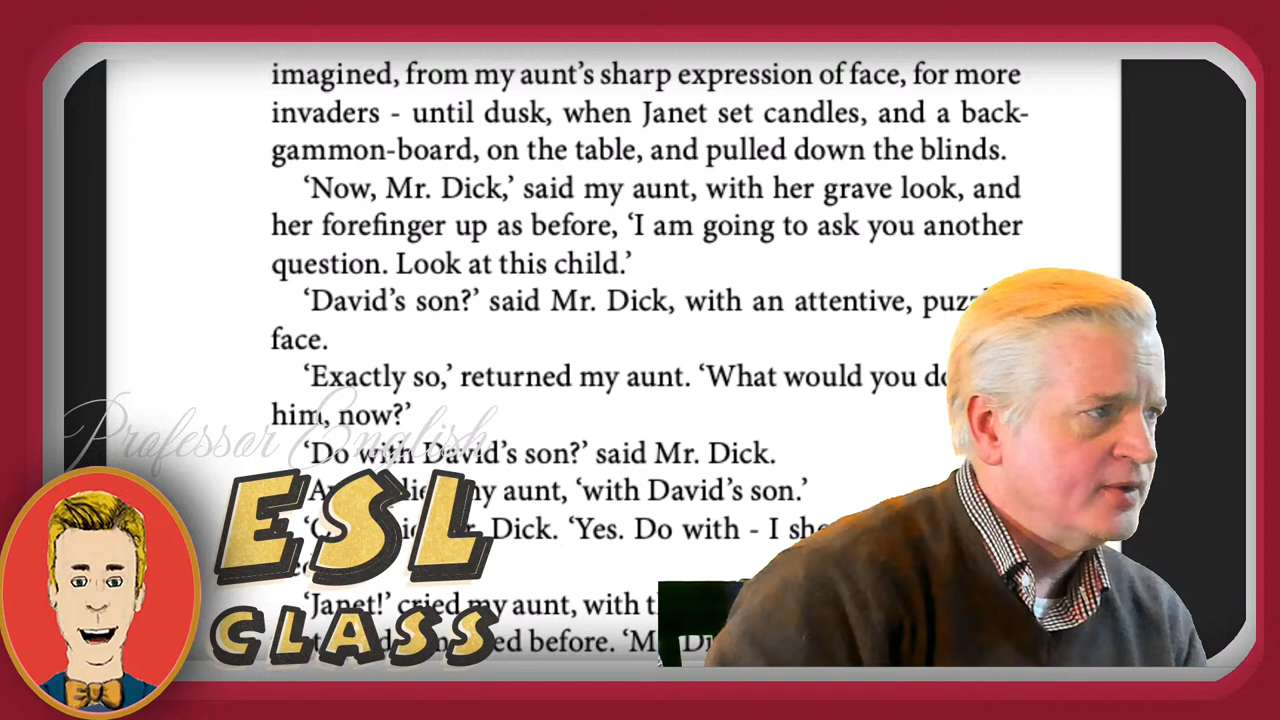 imagined, from my aunt's sharp expression of face, for more
invaders - until dusk, when Janet set candles, and a back-
gammon-board, on the table, and pulled down the blinds.
‘Now, Mr. Dick,’ said my aunt, with her grave look, and
her forefinger up as before, ‘I am going to ask you another
question. Look at this child.’
‘David’s son?’ said Mr. Dick, with an attentive,
face.
‘Exactly so,’ returned my aunt. ‘What would you
him, now?’
‘Do with David’s son?’ said Mr. Dick.
my aunt, ‘with David’s son.’
Dick. ‘Yes. Do with - I
‘Janet!’ cried my aunt, with
before.
Professor English
ESL
CLASS